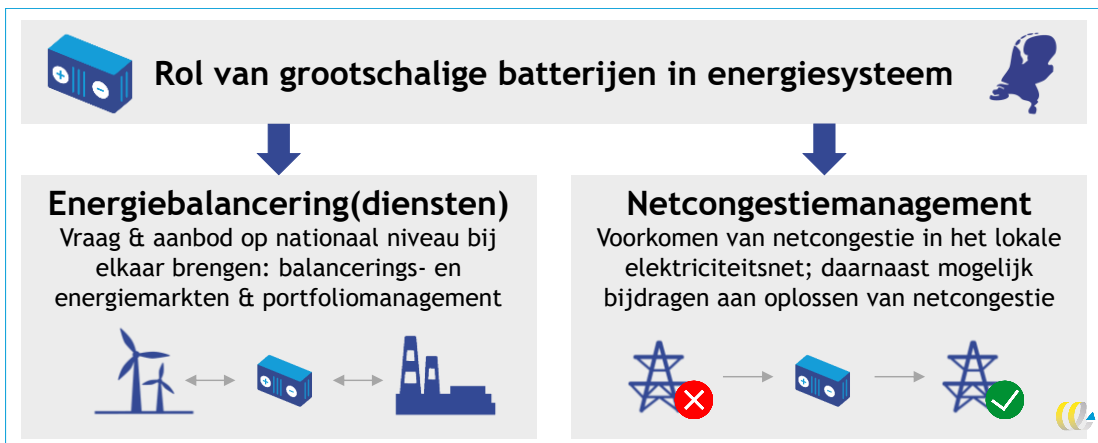 Rol van grootschalige batterijen in energiesysteem
Energiebalancering(diensten)
Vraag & aanbod op nationaal niveau bij
elkaar brengen: balancerings- en
energiemarkten & portfoliomanagement
Netcongestiemanagement
Voorkomen van netcongestie in het lokale
elektriciteitsnet; daarnaast mogelijk
bijdragen aan oplossen van netcongestie